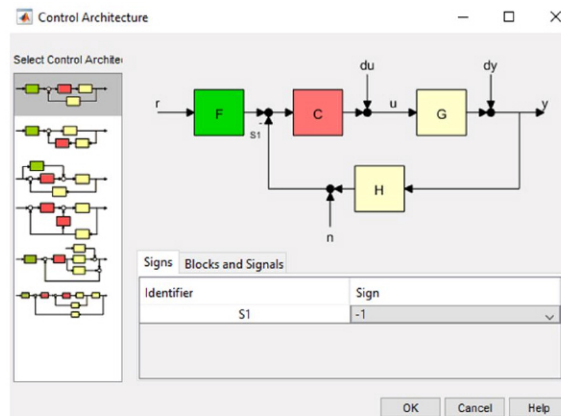 Control Architecture
Select Control Archite
du
dy
r
F
C
u
G
y
S1
-
H
n
Signs
Blocks and Signals
Identifier
Sign
S1
-1
OK
Cancel
Help